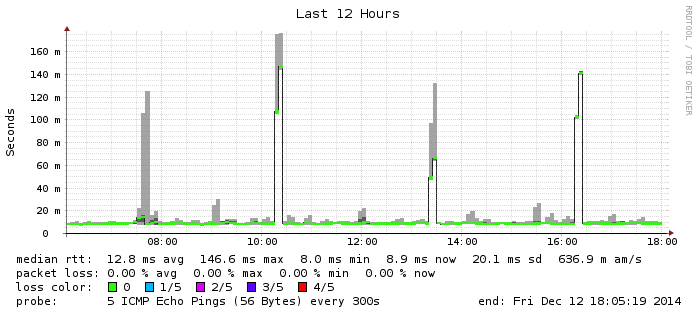 Last 12 Hours
RRDTOOL / TOBI OETIKER
Seconds
160 m
140 m
120 m
100 m
80 m
60 m
40 m
20 m
0
08:00 10:00 12:00 14:00 16:00 18:00
median rtt: 12.8 ms avg 146.6 ms max 8.0 ms min 8.9 ms now 20.1 ms sd 636.9 m am/s
packet loss: 0.00 % avg 0.00 % max 0.00 % min 0.00 % now
loss color: 0 1/5 2/5 3/5 4/5
probe: 5 ICMP Echo Pings (56 Bytes) every 300s end: Fri Dec 12 18:05:19 2014